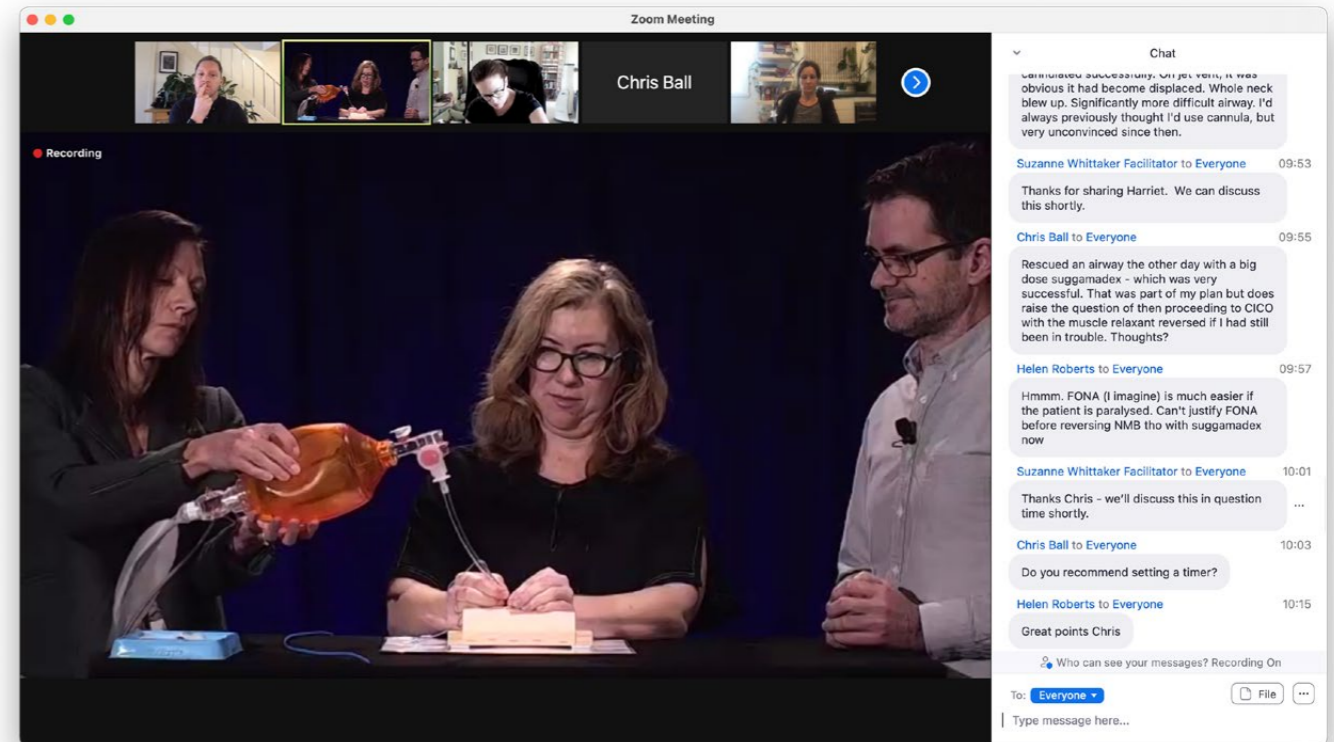 Zoom Meeting
Chris Ball
Recording
Chat
cannulated successfully. On jet vent, it was
obvious it had become displaced. Whole neck
blew up. Significantly more difficult airway. I'd
always previously thought I'd use cannula, but
very unconvinced since then.
Suzanne Whittaker Facilitator to Everyone 09:53
Thanks for sharing Harriet. We can discuss
this shortly.
Chris Ball to Everyone 09:55
Rescued an airway the other day with a big
dose suggamadex - which was very
successful. That was part of my plan but does
raise the question of then proceeding to CICO
with the muscle relaxant reversed if I had still
been in trouble. Thoughts?
Helen Roberts to Everyone 09:57
Hmmm. FONA (I imagine) is much easier if
the patient is paralysed. Can't justify FONA
before reversing NMB tho with suggamadex
now
Suzanne Whittaker Facilitator to Everyone 10:01
Thanks Chris - we'll discuss this in question
time shortly.
...
Chris Ball to Everyone 10:03
Do you recommend setting a timer?
Helen Roberts to Everyone 10:15
Great points Chris
Who can see your messages? Recording On
To: Everyone File ...
Type message here...